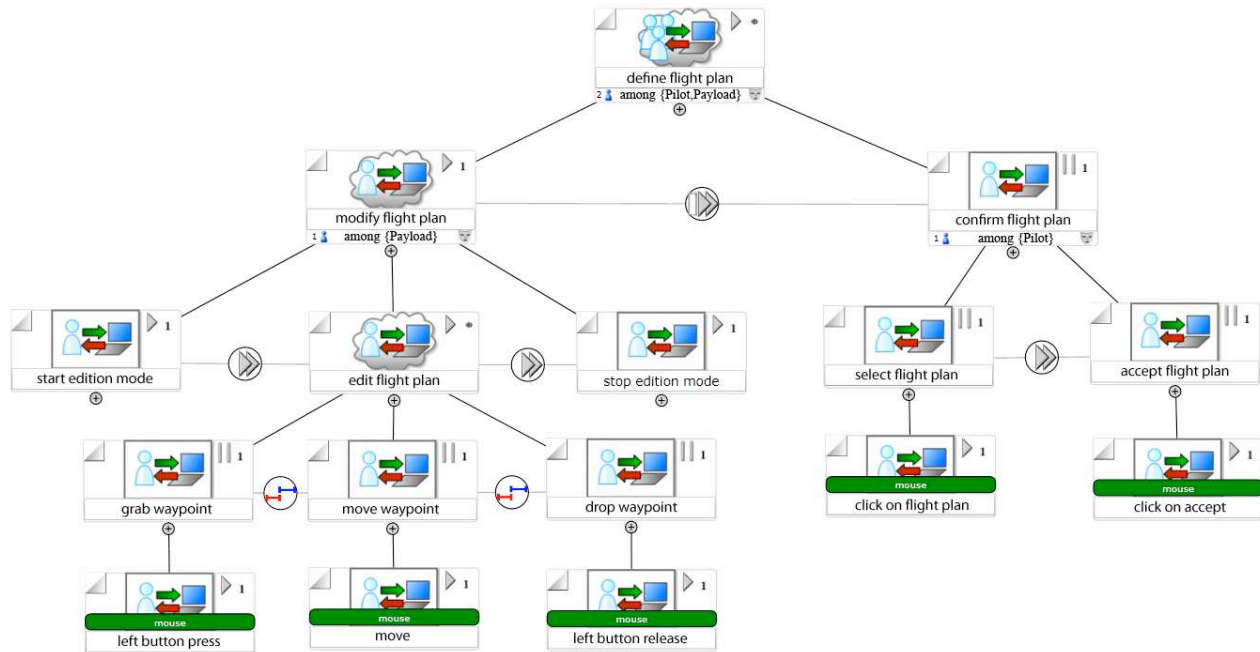 *
define flight plan
2 among {Pilot,Payload}
1
modify flight plan
1 among {Payload}
1
confirm flight plan
1 among {Pilot}
1
start edition mode
*
edit flight plan
1
stop edition mode
1
select flight plan
1
accept flight plan
1
grab waypoint
1
move waypoint
1
drop waypoint
1
mouse
click on flight plan
1
mouse
click on accept
1
mouse
left button press
1
mouse
move
1
mouse
left button release